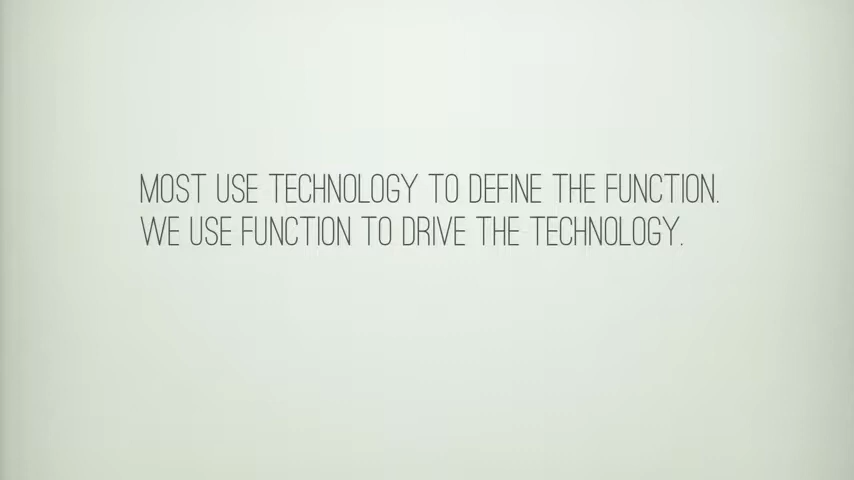 MOST USE TECHNOLOGY TO DEFINE THE FUNCTION.
WE USE FUNCTION TO DRIVE THE TECHNOLOGY.